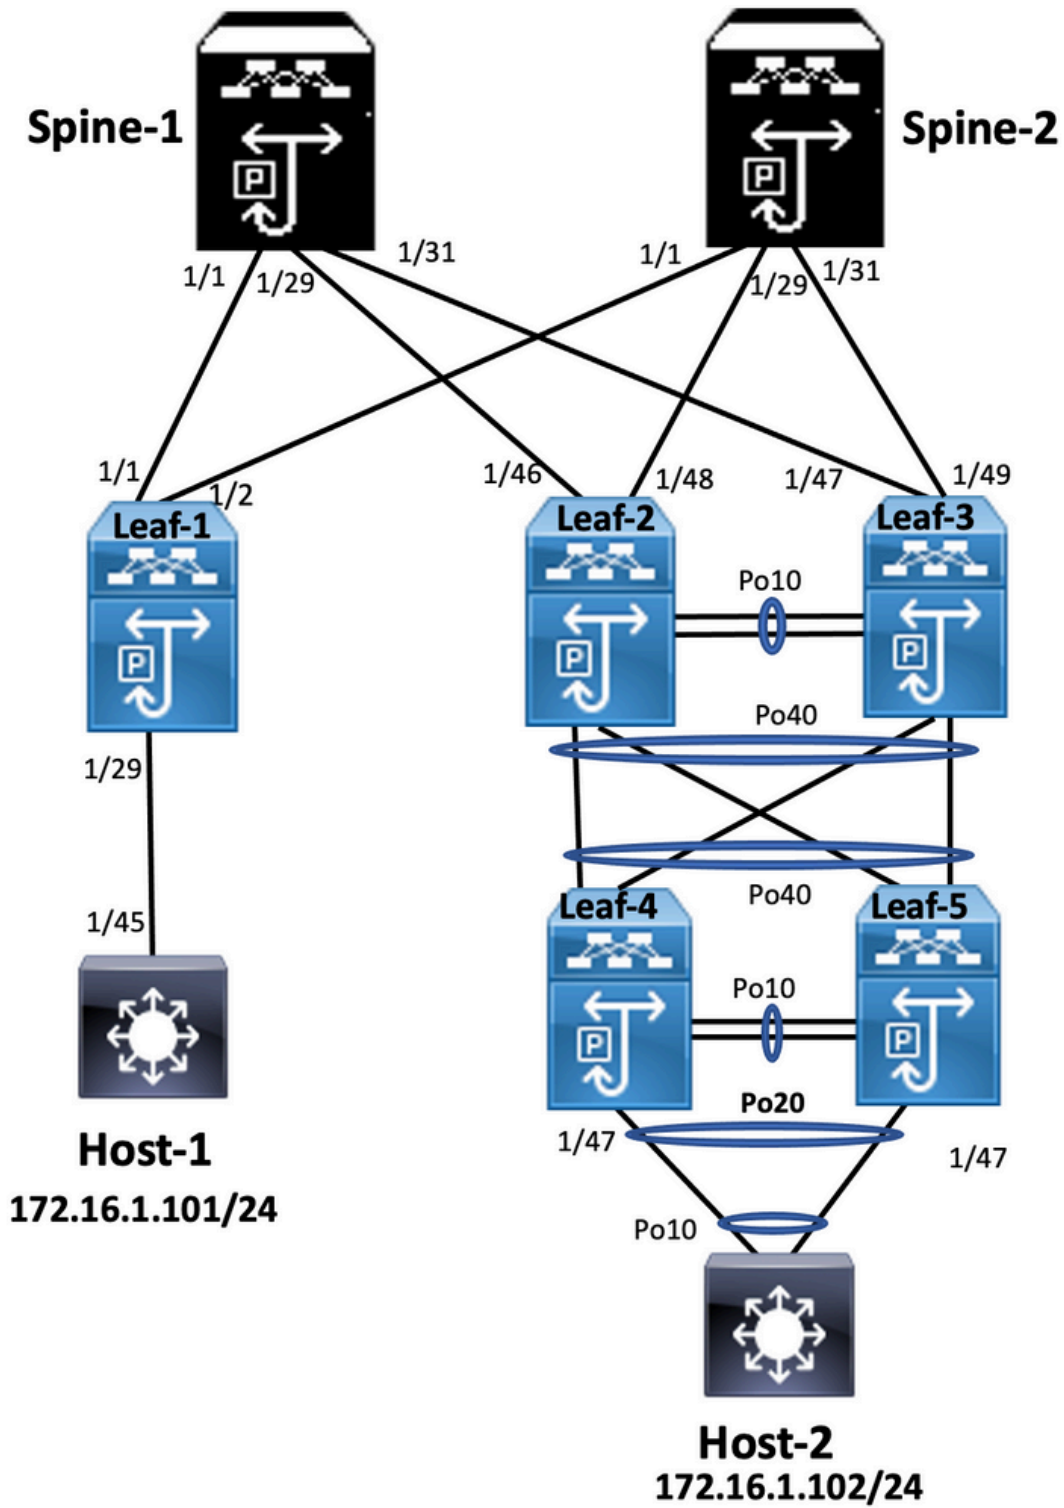 Spine-1
Spine-2
P
P
1/1
1/29
1/31
1/1
1/29
1/31
1/1
1/2
1/46
1/48
1/47
1/49
Leaf-1
Leaf-2
Leaf-3
Po10
P
P
P
Po40
1/29
Po40
Leaf-4
Leaf-5
1/45
Po10
P
P
Po20
1/47
1/47
Host-1
172.16.1.101/24
Po10
Host-2
172.16.1.102/24